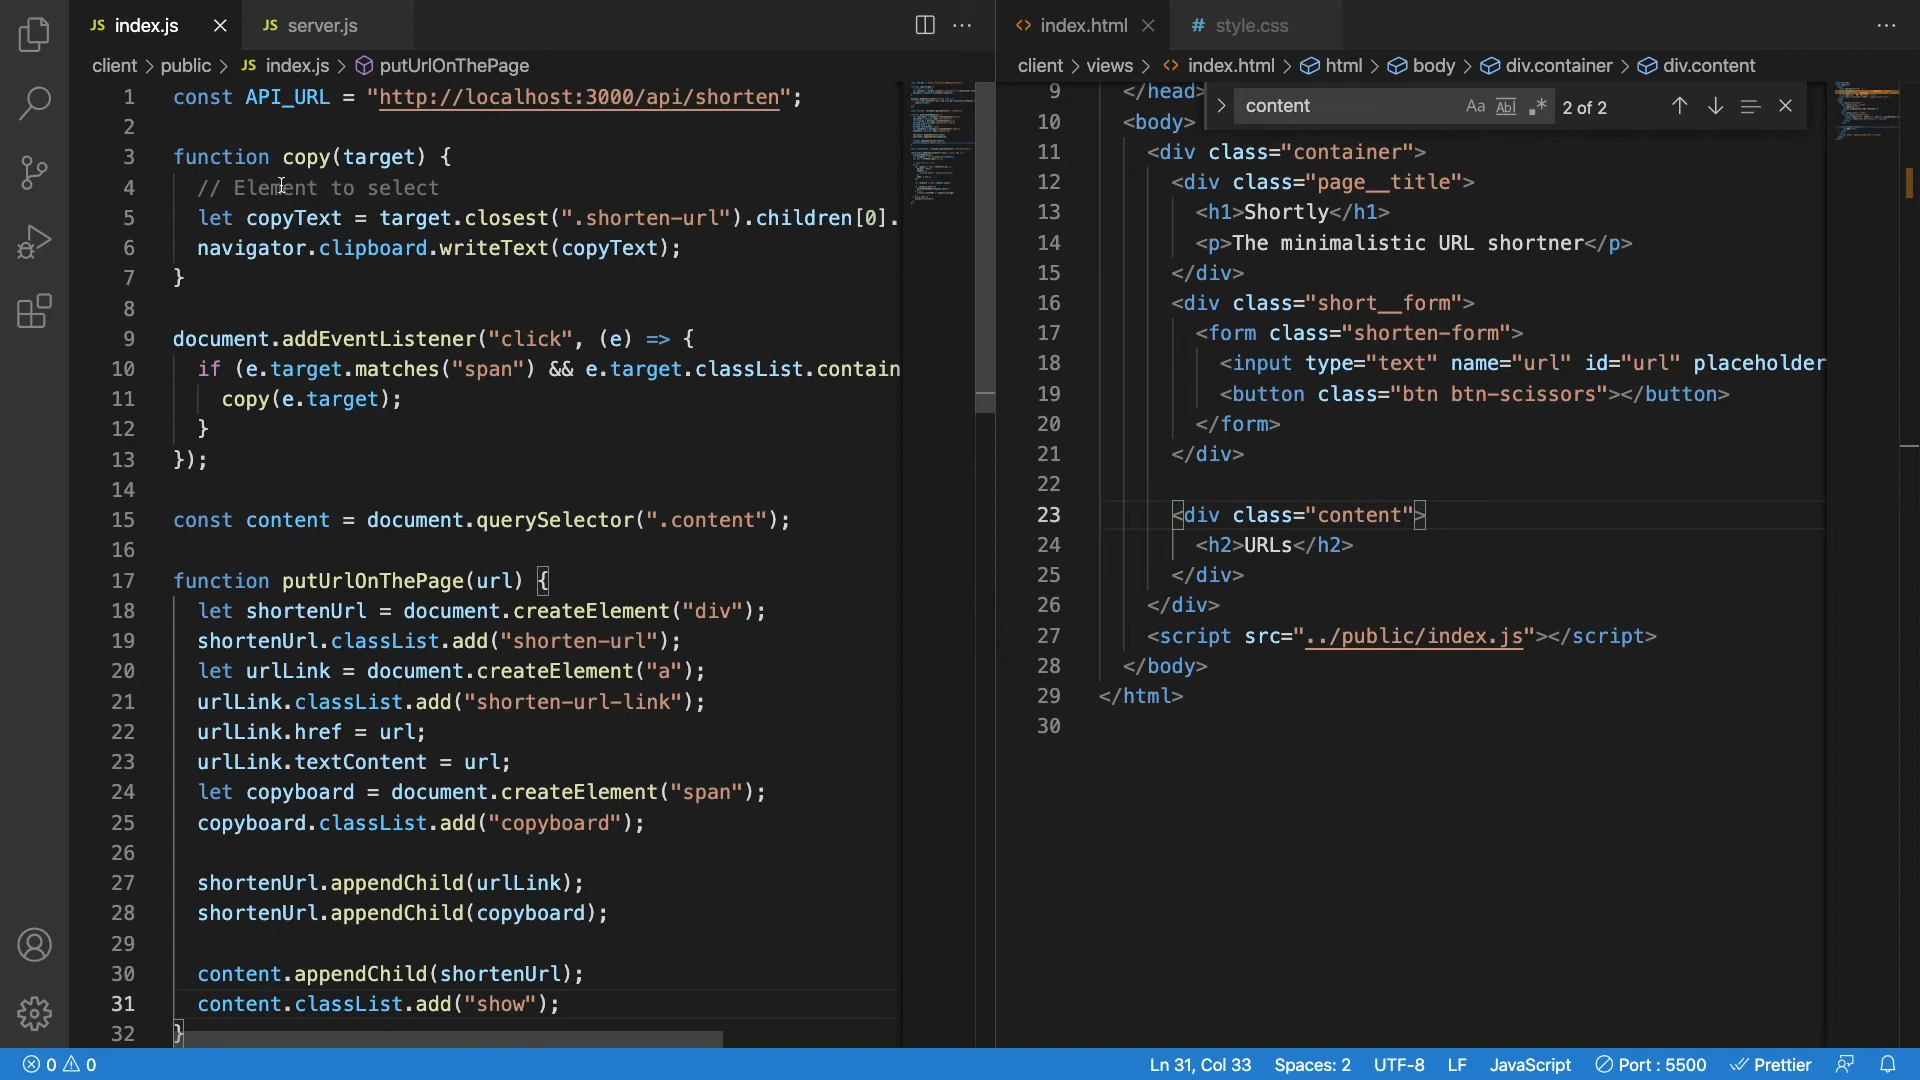 JS index.js
JS server.js
client > public > JS index.js > putUrlOnThePage
1 const API_URL = "http://localhost:3000/api/shorten";
2
3 function copy(target) {
4 // Element to select
5 let copyText = target.closest(".shorten-url").children[0].
6 navigator.clipboard.writeText(copyText);
7 }
8
9 document.addEventListener("click", (e) => {
10 if (e.target.matches("span") && e.target.classList.contain
11 copy(e.target);
12 }
13 });
14
15 const content = document.querySelector(".content");
16
17 function putUrlOnThePage(url) {
18 let shortenUrl = document.createElement("div");
19 shortenUrl.classList.add("shorten-url");
20 let urlLink = document.createElement("a");
21 urlLink.classList.add("shorten-url-link");
22 urlLink.href = url;
23 urlLink.textContent = url;
24 let copyboard = document.createElement("span");
25 copyboard.classList.add("copyboard");
26
27 shortenUrl.appendChild(urlLink);
28 shortenUrl.appendChild(copyboard);
29
30 content.appendChild(shortenUrl);
31 content.classList.add("show");
32 }
<> index.html
# style.css
client > views > <> index.html > html > body > div.container > div.content
content Aa Ab .* 2 of 2
9 </head>
10 <body>
11 <div class="container">
12 <div class="page__title">
13 <h1>Shortly</h1>
14 <p>The minimalistic URL shortner</p>
15 </div>
16 <div class="short__form">
17 <form class="shorten-form">
18 <input type="text" name="url" id="url" placeholder
19 <button class="btn btn-scissors"></button>
20 </form>
21 </div>
22
23 <div class="content">
24 <h2>URLs</h2>
25 </div>
26 </div>
27 <script src="../public/index.js"></script>
28 </body>
29 </html>
30
0 0
Ln 31, Col 33 Spaces: 2 UTF-8 LF JavaScript Port : 5500 Prettier